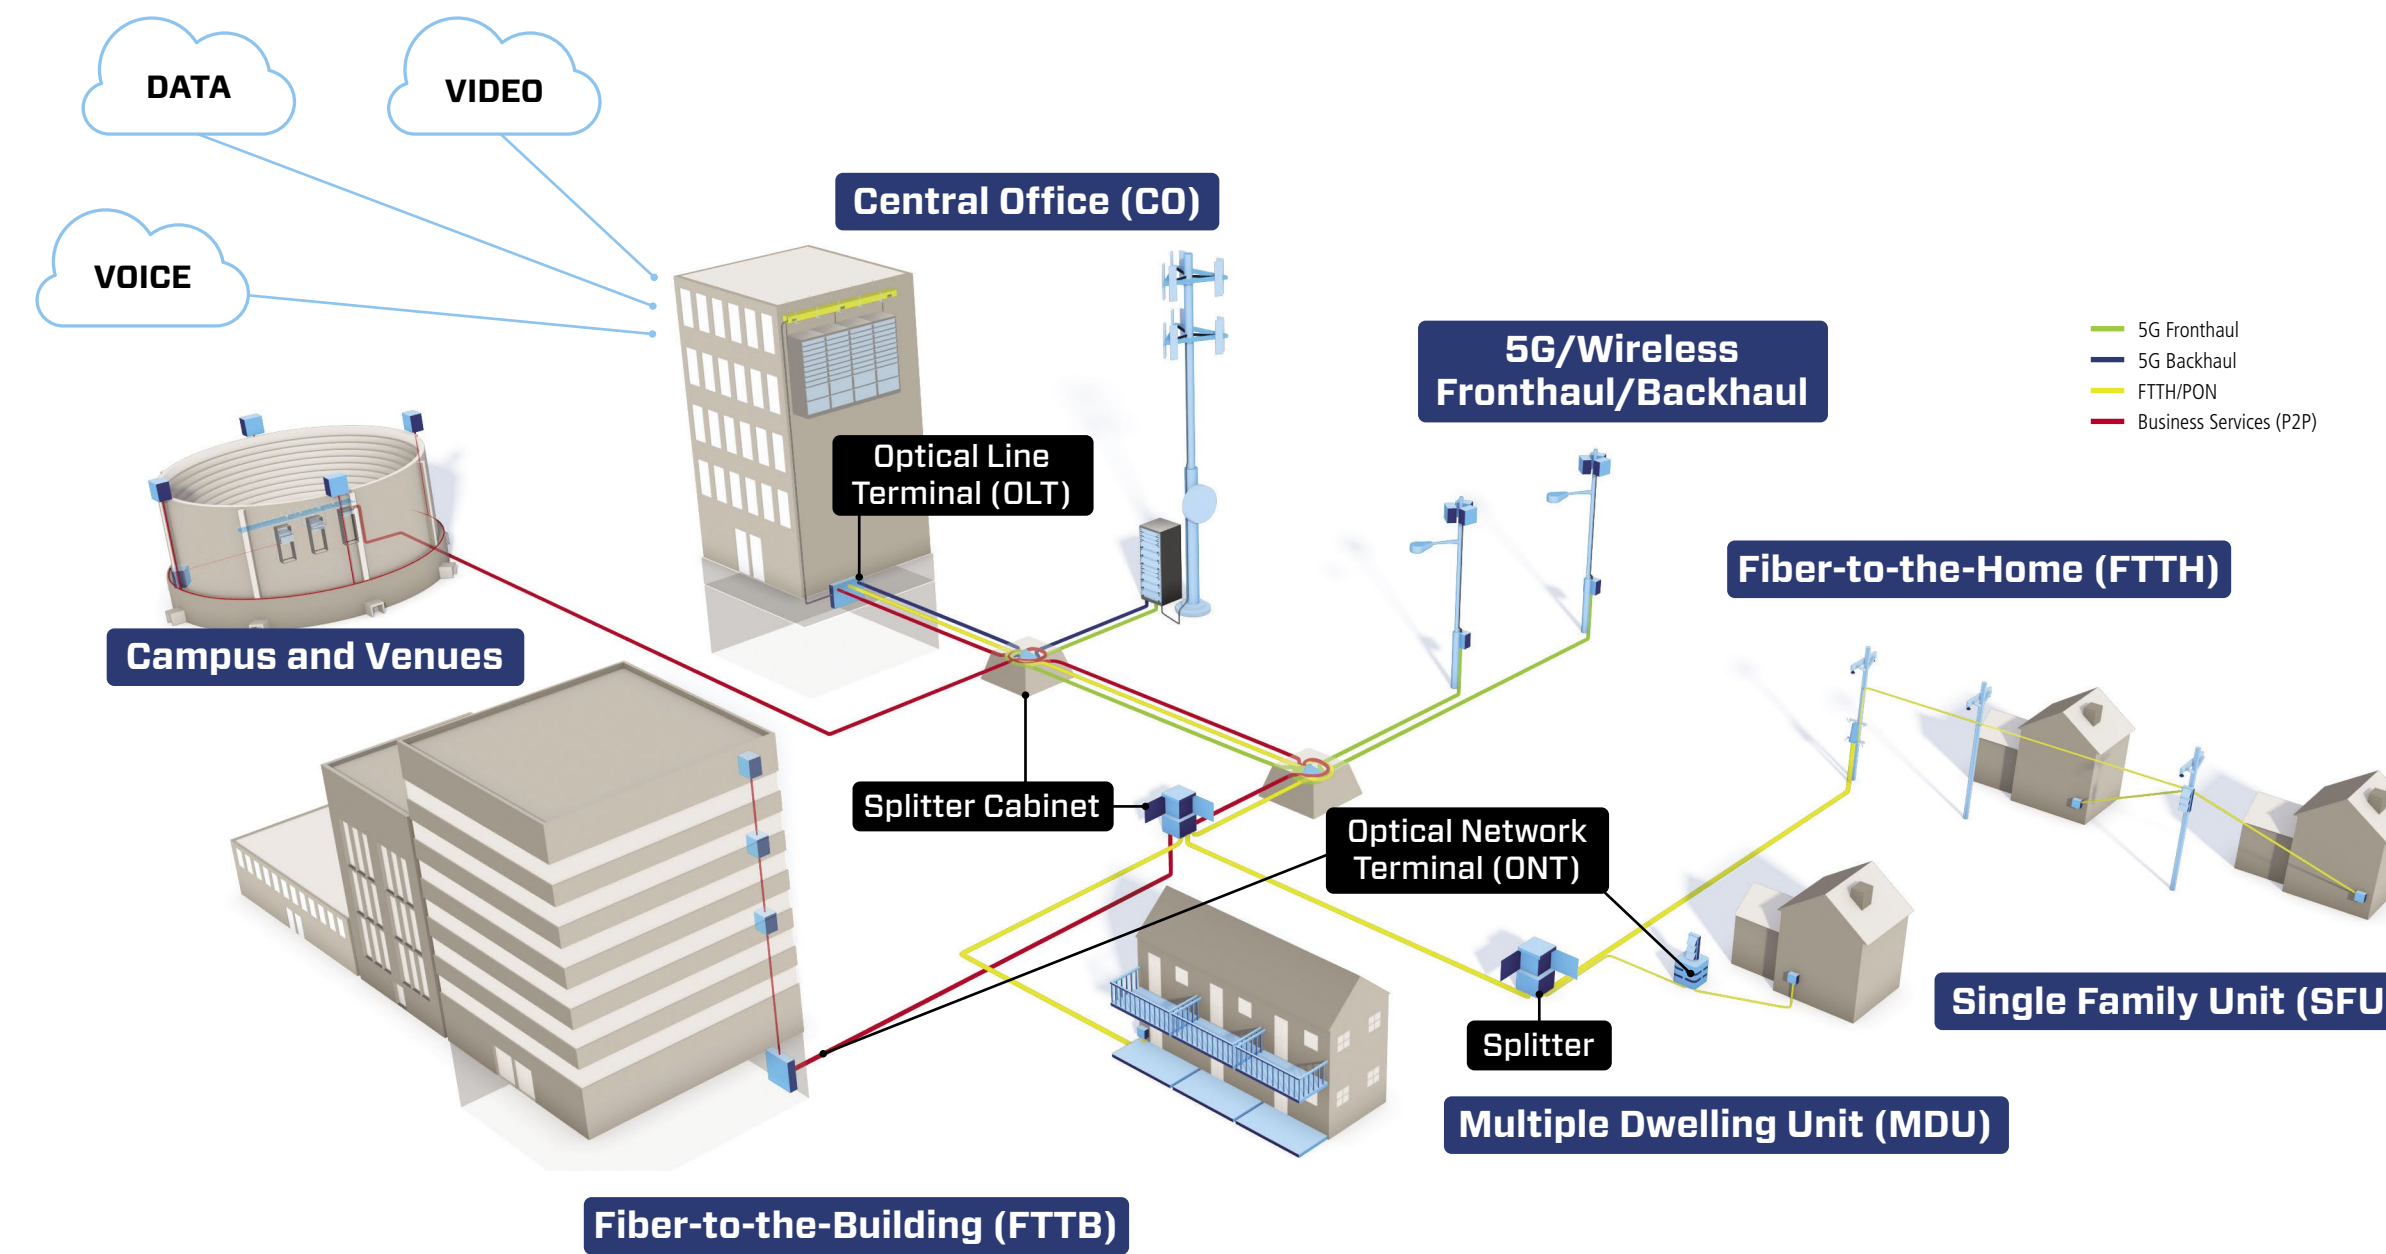 DATA
VIDEO
VOICE
Central Office (CO)
5G/Wireless
Fronthaul/Backhaul
5G Fronthaul
5G Backhaul
FTTH/PON
Business Services (P2P)
Optical Line
Terminal (OLT)
Fiber-to-the-Home (FTTH)
Campus and Venues
Splitter Cabinet
Optical Network
Terminal (ONT)
Single Family Unit (SFU
Splitter
Multiple Dwelling Unit (MDU)
Fiber-to-the-Building (FTTB)